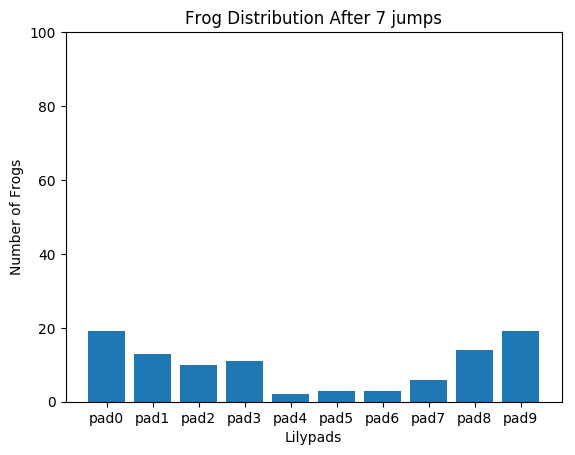 Frog Distribution After 7 jumps
100
80
60
40
20
0
Number of Frogs
pad0 pad1 pad2 pad3 pad4 pad5 pad6 pad7 pad8 pad9
Lilypads